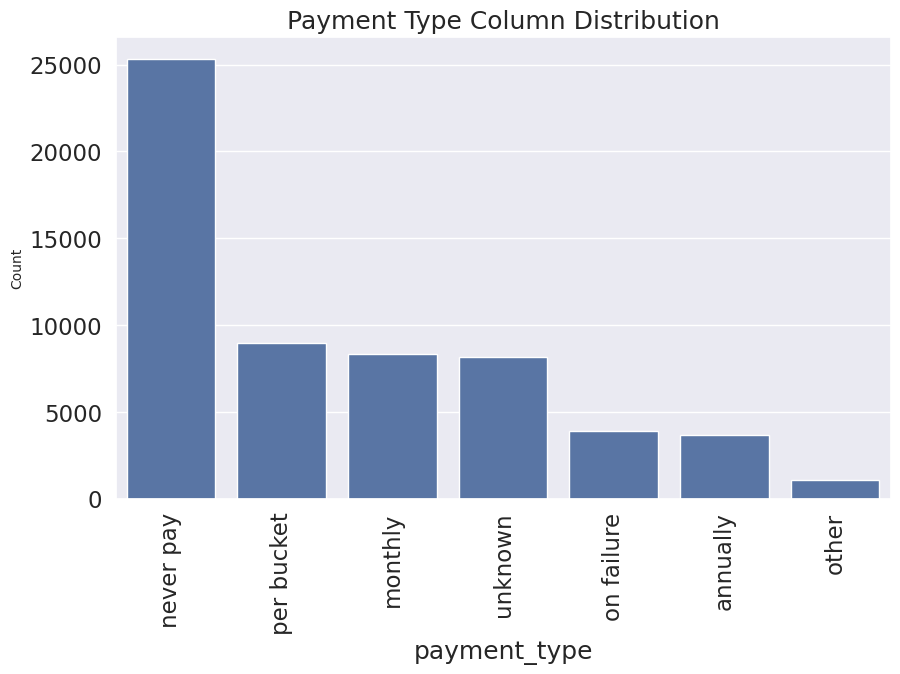 Payment Type Column Distribution
25000
20000
15000
10000
5000
0
Count
never pay
per bucket
monthly
unknown
on failure
annually
other
payment_type